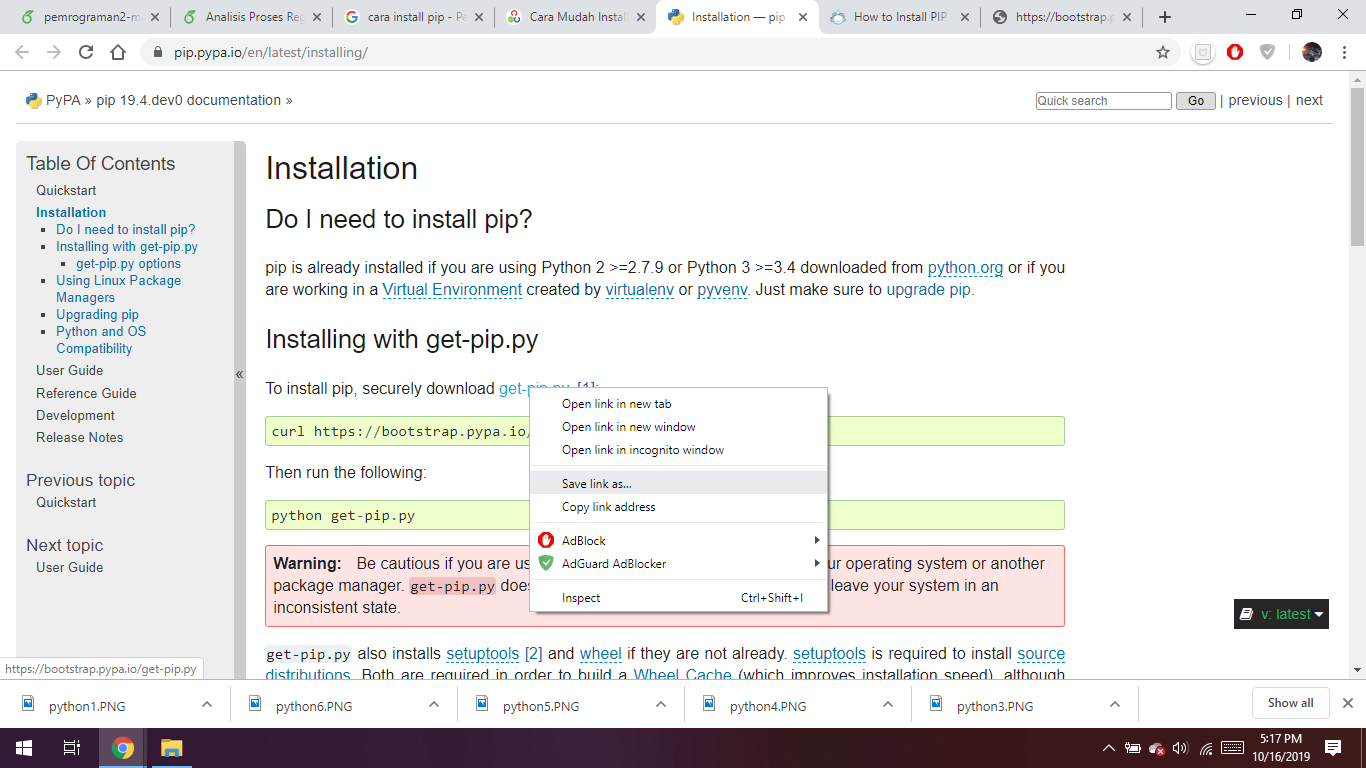 pemrograman2-m
Analisis Proses Reg
cara install pip - Pe
Cara Mudah Install
Installation — pip
How to Install PIP
https://bootstrap.p
pip.pypa.io/en/latest/installing/
PyPA » pip 19.4.dev0 documentation »
Quick search
Go
| previous | next
Table Of Contents
Quickstart
Installation
Do I need to install pip?
Installing with get-pip.py
get-pip.py options
Using Linux Package
Managers
Upgrading pip
Python and OS
Compatibility
User Guide
Reference Guide
Development
Release Notes
Previous topic
Quickstart
Next topic
User Guide
«
Installation
Do I need to install pip?
pip is already installed if you are using Python 2 >=2.7.9 or Python 3 >=3.4 downloaded from python.org or if you
are working in a Virtual Environment created by virtualenv or pyvenv. Just make sure to upgrade pip.
Installing with get-pip.py
To install pip, securely download get-pip.py. [1]:
curl https://bootstrap.pypa.io/
Then run the following:
python get-pip.py
Warning: Be cautious if you are us ur operating system or another
package manager. get-pip.py does leave your system in an
inconsistent state.
get-pip.py also installs setuptools [2] and wheel if they are not already. setuptools is required to install source
distributions. Both are required in order to build a Wheel Cache (which improves installation speed), although
Open link in new tab
Open link in new window
Open link in incognito window
Save link as...
Copy link address
AdBlock
AdGuard AdBlocker
Inspect Ctrl+Shift+I
v: latest
https://bootstrap.pypa.io/get-pip.py
python1.PNG
python6.PNG
python5.PNG
python4.PNG
python3.PNG
Show all
5:17 PM
10/16/2019